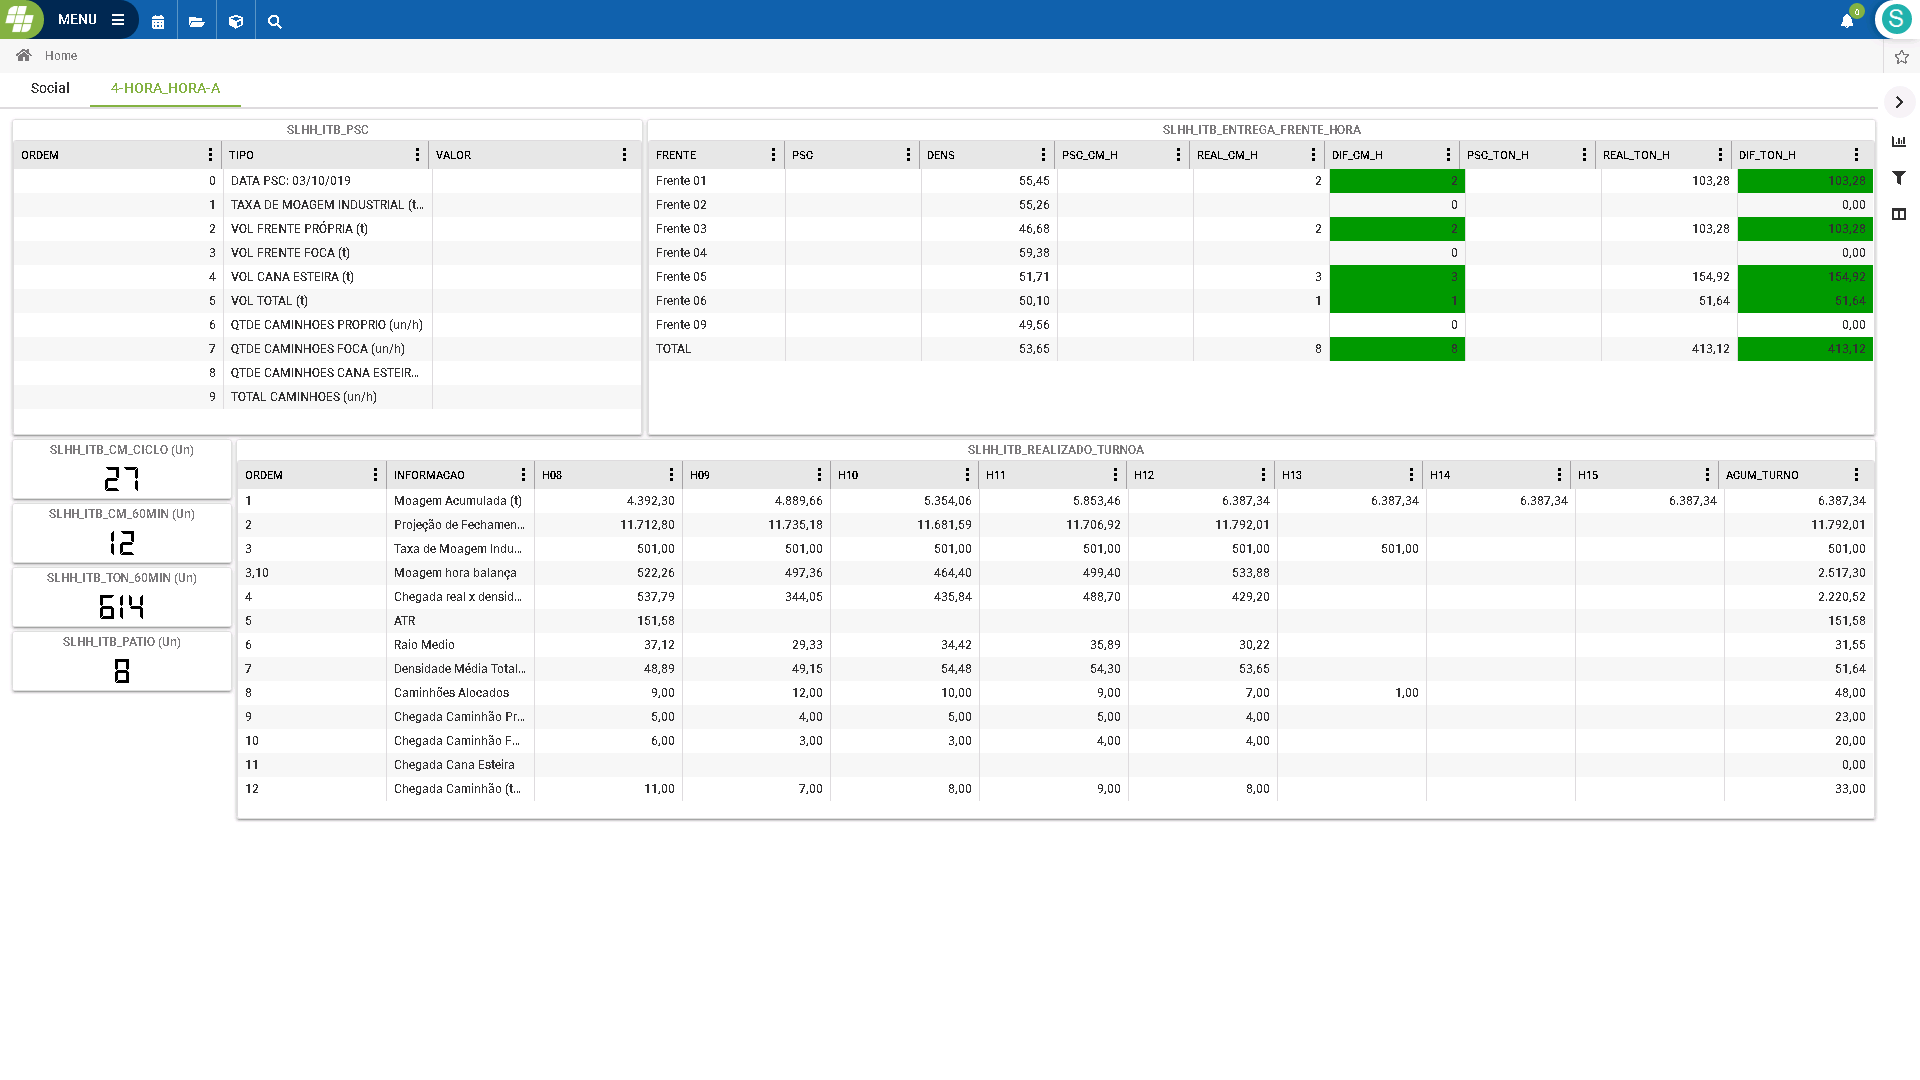 MENU
0
S
Home
Social 4-HORA_HORA-A
SLHH_ITB_PSC
ORDEM TIPO VALOR
0 DATA PSC: 03/10/019
1 TAXA DE MOAGEM INDUSTRIAL (t...
2 VOL FRENTE PRÓPRIA (t)
3 VOL FRENTE FOCA (t)
4 VOL CANA ESTEIRA (t)
5 VOL TOTAL (t)
6 QTDE CAMINHOES PROPRIO (un/h)
7 QTDE CAMINHOES FOCA (un/h)
8 QTDE CAMINHOES CANA ESTEIR...
9 TOTAL CAMINHOES (un/h)
SLHH_ITB_ENTREGA_FRENTE_HORA
FRENTE PSC DENS PSC_CM_H REAL_CM_H DIF_CM_H PSC_TON_H REAL_TON_H DIF_TON_H
Frente 01 55,45 2 2 103,28 103,28
Frente 02 55,26 0 0,00
Frente 03 46,68 2 2 103,28 103,28
Frente 04 59,38 0 0,00
Frente 05 51,71 3 3 154,92 154,92
Frente 06 50,10 1 1 51,64 51,64
Frente 09 49,56 0 0,00
TOTAL 53,65 8 8 413,12 413,12
SLHH_ITB_CM_CICLO (Un)
27
SLHH_ITB_CM_60MIN (Un)
12
SLHH_ITB_TON_60MIN (Un)
614
SLHH_ITB_PATIO (Un)
8
SLHH_ITB_REALIZADO_TURNOA
ORDEM INFORMACAO H08 H09 H10 H11 H12 H13 H14 H15 ACUM_TURNO
1 Moagem Acumulada (t) 4.392,30 4.889,66 5.354,06 5.853,46 6.387,34 6.387,34 6.387,34 6.387,34 6.387,34
2 Projeção de Fechamen... 11.712,80 11.735,18 11.681,59 11.706,92 11.792,01 11.792,01
3 Taxa de Moagem Indu... 501,00 501,00 501,00 501,00 501,00 501,00 501,00
3,10 Moagem hora balança 522,26 497,36 464,40 499,40 533,88 2.517,30
4 Chegada real x densid... 537,79 344,05 435,84 488,70 429,20 2.220,52
5 ATR 151,58 151,58
6 Raio Medio 37,12 29,33 34,42 35,89 30,22 31,55
7 Densidade Média Total... 48,89 49,15 54,48 54,30 53,65 51,64
8 Caminhões Alocados 9,00 12,00 10,00 9,00 7,00 1,00 48,00
9 Chegada Caminhão Pr... 5,00 4,00 5,00 5,00 4,00 23,00
10 Chegada Caminhão F... 6,00 3,00 3,00 4,00 4,00 20,00
11 Chegada Cana Esteira 0,00
12 Chegada Caminhão (t... 11,00 7,00 8,00 9,00 8,00 33,00